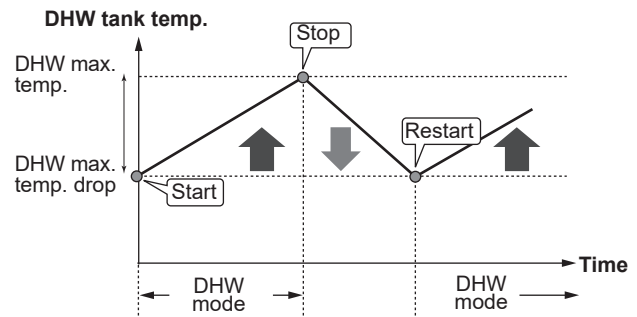 DHW tank temp.
Stop
DHW max.
temp.
Restart
DHW max.
temp. drop
Start
Time
DHW
mode
DHW
mode